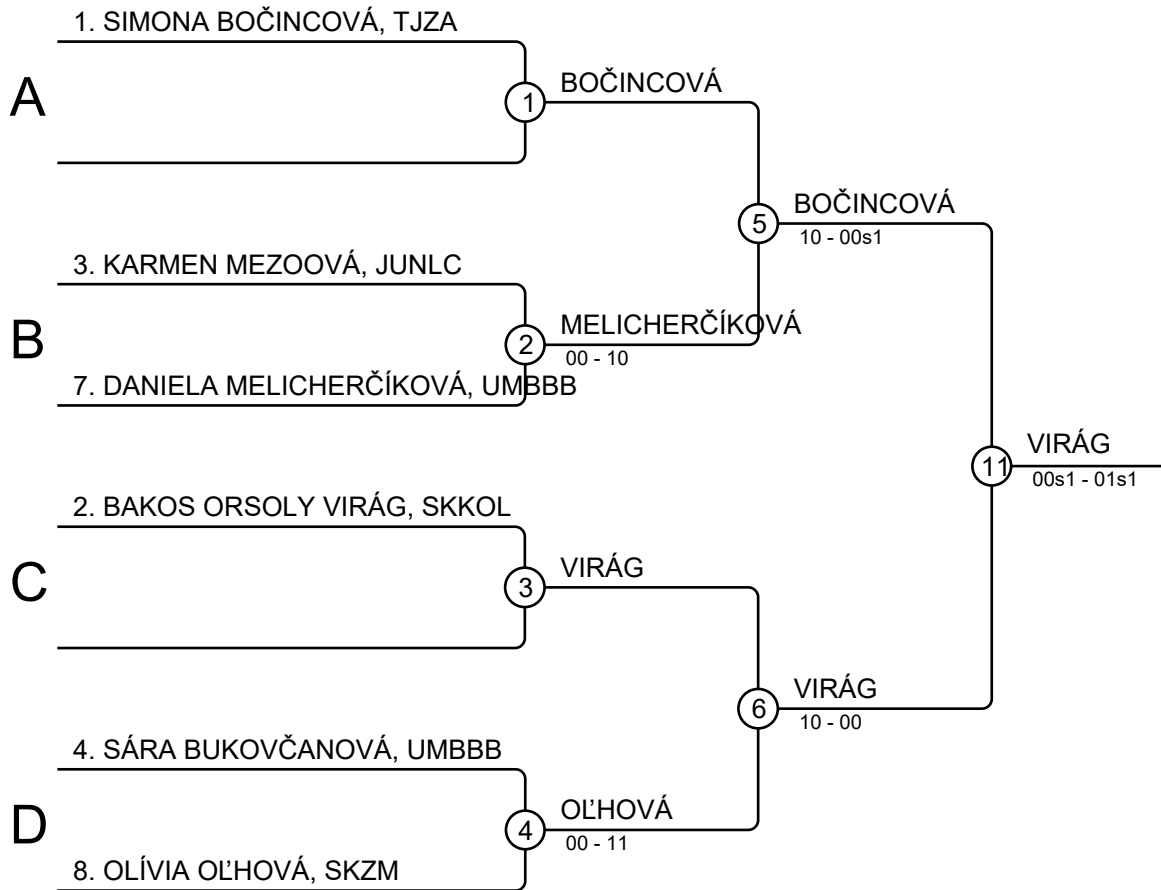 1. SIMONA BOČINCOVÁ, TJZA
A
1
BOČINCOVÁ
5
BOČINCOVÁ
10 - 00s1
3. KARMEN MEZOOVÁ, JUNLC
B
2
MELICHERČÍKOVÁ
00 - 10
7. DANIELA MELICHERČÍKOVÁ, UMBBB
11
VIRÁG
00s1 - 01s1
2. BAKOS ORSOLY VIRÁG, SKKOL
C
3
VIRÁG
6
VIRÁG
10 - 00
4. SÁRA BUKOVČANOVÁ, UMBBB
D
4
OĽHOVÁ
00 - 11
8. OLÍVIA OĽHOVÁ, SKZM